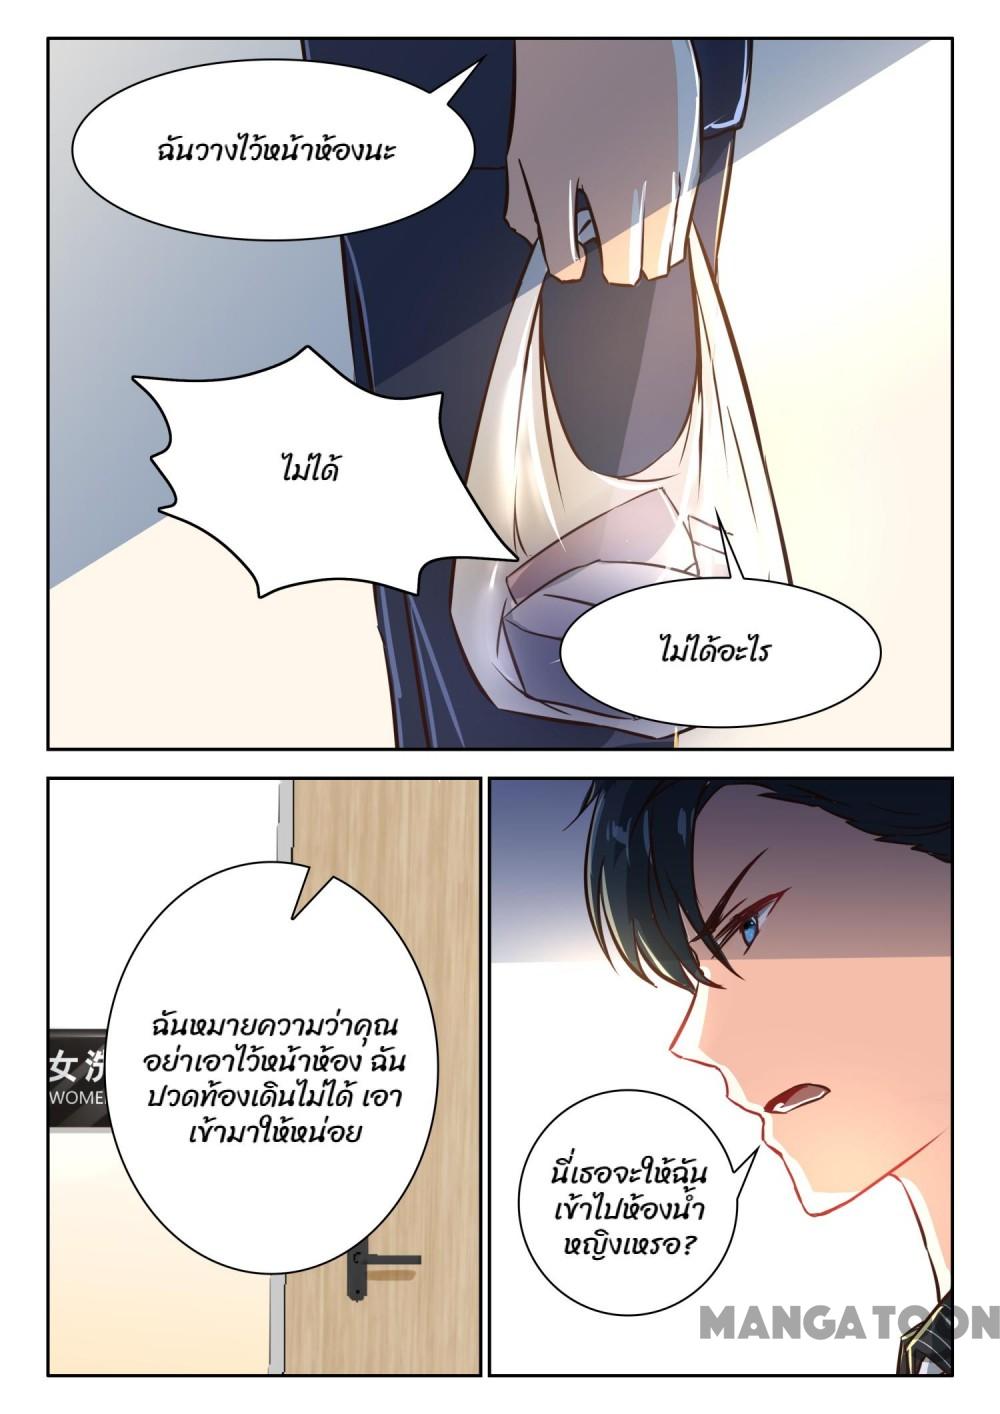 ฉันวางไว้หน้าห้องนะ
ไม่ได้
ไม่ได้อะไร
ฉันหมายความว่าคุณ
อย่าเอาไว้หน้าห้อง ฉัน
ปวดท้องเดินไม่ได้ เอา
เข้ามาให้หน่อย
女洗
WOME
นี่เธอจะให้ฉัน
เข้าไปห้องน้ำ
หญิงเหรอ?
MANGATOON